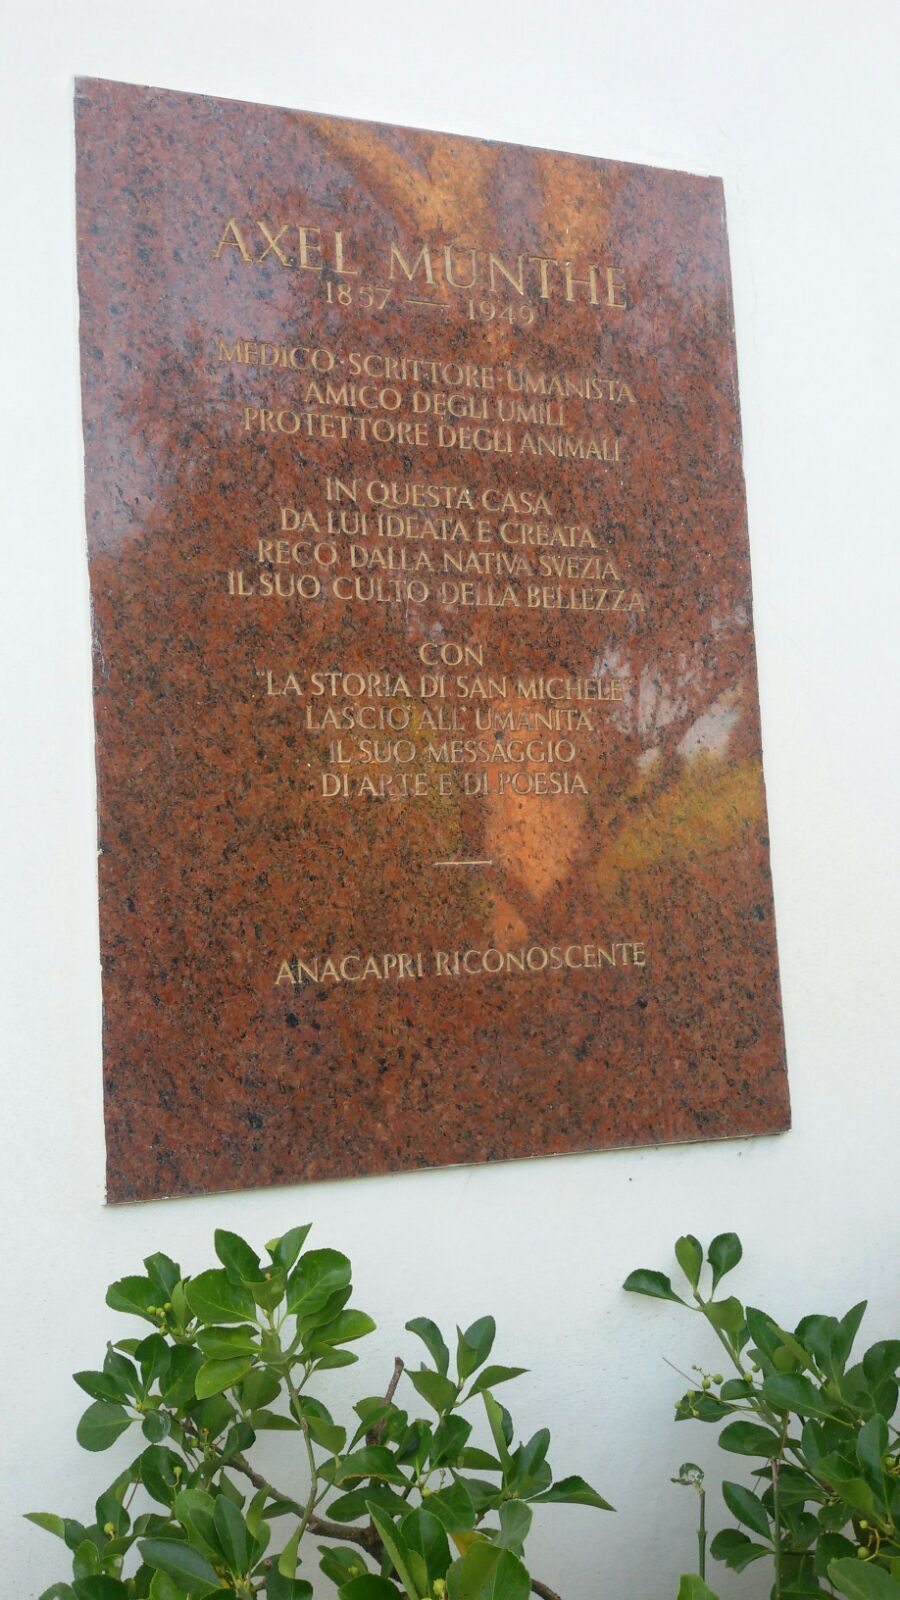 AXEL MUNTHE
1857 — 1949
MEDICO·SCRITTORE·UMANISTA
AMICO DEGLI UMILI
PROTETTORE DEGLI ANIMALI
IN QUESTA CASA
DA LUI IDEATA E CREATA
RECO DALLA NATIVA SVEZIA
IL SUO CULTO DELLA BELLEZZA
CON
"LA STORIA DI SAN MICHELE"
LASCIO ALL'UMANITA
IL SUO MESSAGGIO
DI ARTE E DI POESIA
ANACAPRI RICONOSCENTE